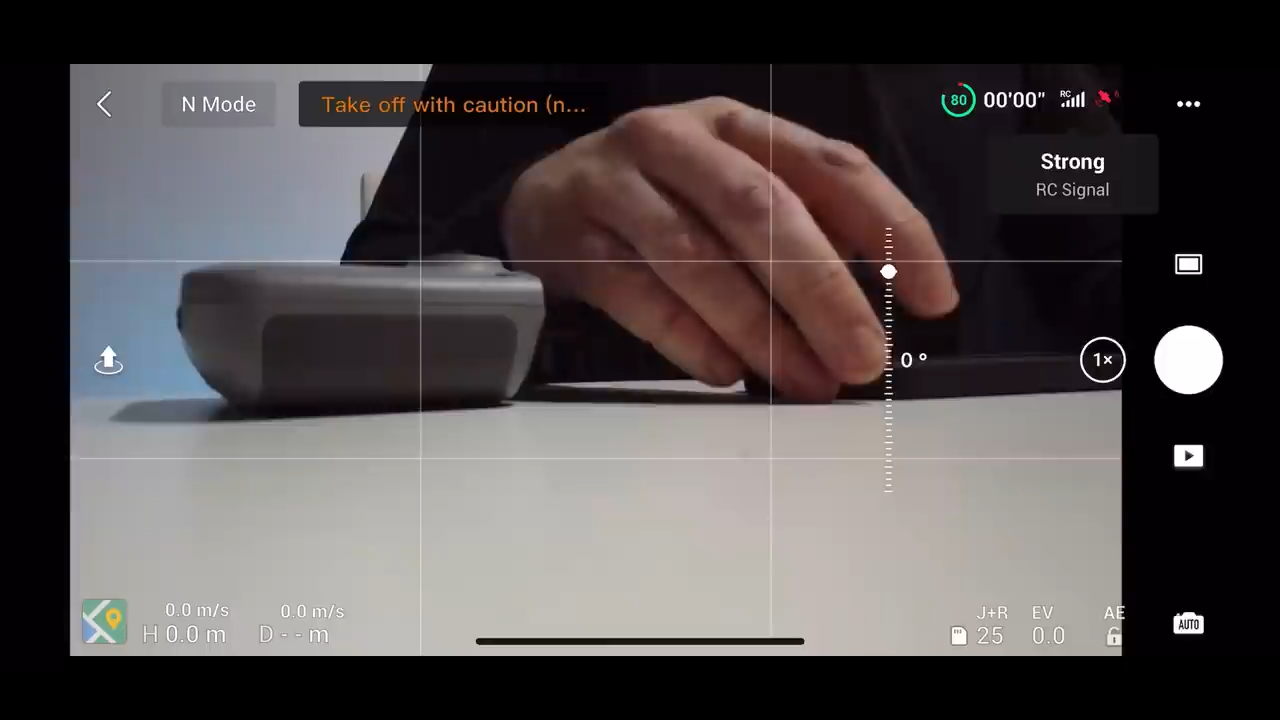 N Mode
Take off with caution (n...
80
00'00"
RC
Strong
RC Signal
0 °
1×
0.0 m/s
0.0 m/s
H 0.0 m
D - - m
J+R
EV
AE
25
0.0
AUTO